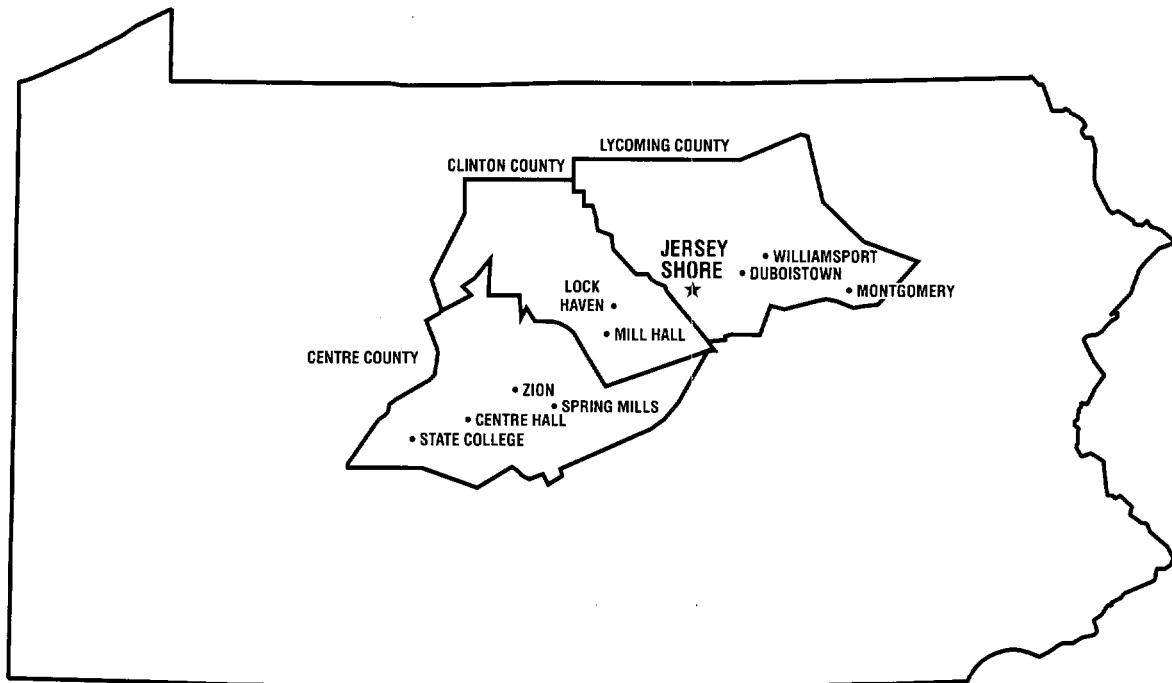 LYCOMING COUNTY
CLINTON COUNTY
JERSEY
SHORE
WILLIAMSPORT
DUBOISTOWN
MONTGOMERY
LOCK
HAVEN
MILL HALL
CENTRE COUNTY
ZION
SPRING MILLS
CENTRE HALL
STATE COLLEGE